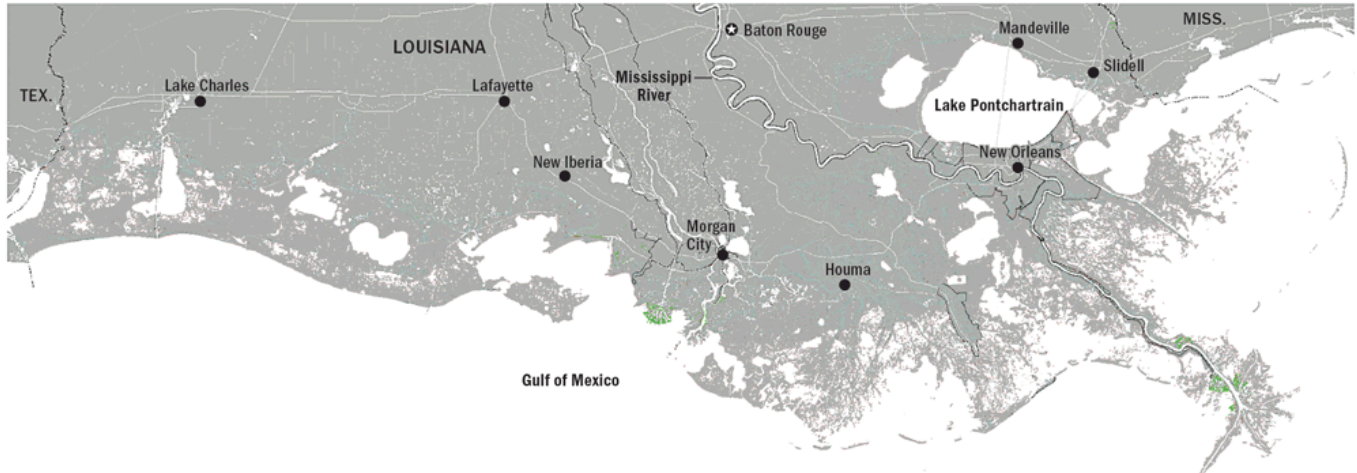 MISS.
Mandeville
Baton Rouge
LOUISIANA
Slidell
Mississippi
River
Lake Charles
Lafayette
TEX.
Lake Pontchartrain
New Orleans
New Iberia
Morgan
City
Houma
Gulf of Mexico